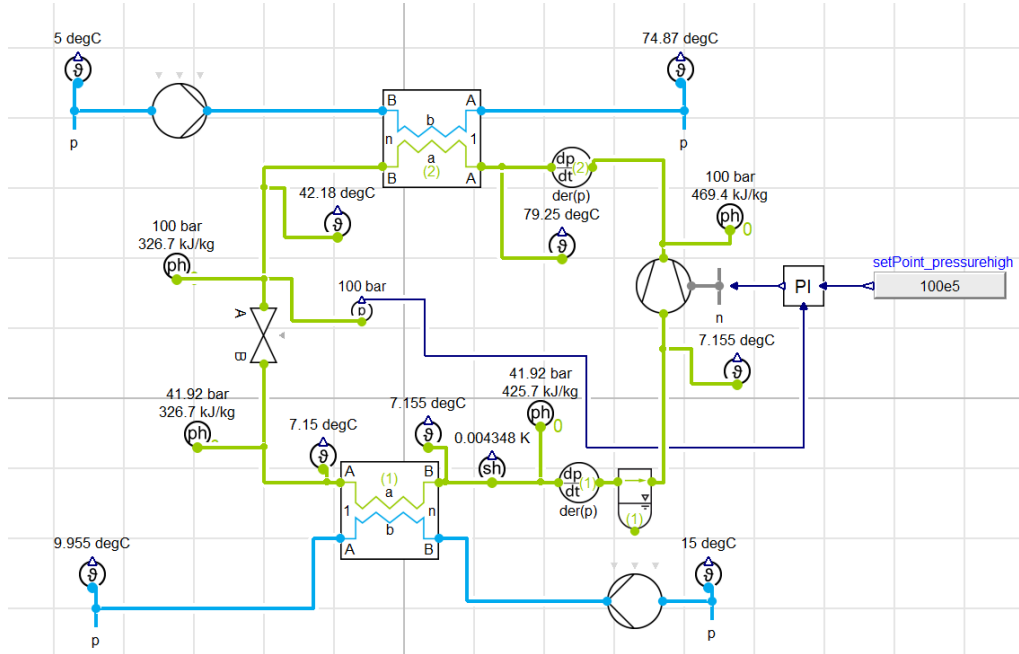 5 degC
74.87 degC
ϑ
ϑ
B
A
b
p
n
1
p
a
(2)
B
A
dp
dt
(2)
der(p)
42.18 degC
ϑ
79.25 degC
ϑ
100 bar
469.4 kJ/kg
ph
0
100 bar
326.7 kJ/kg
ph
100 bar
p
setPoint_pressurehigh
PI
100e5
n
A
B
7.155 degC
ϑ
41.92 bar
326.7 kJ/kg
ph
7.15 degC
ϑ
7.155 degC
ϑ
0.004348 K
sh
41.92 bar
425.7 kJ/kg
ph
0
A
B
(1)
a
1
n
b
A
B
dp
dt
(1)
der(p)
(1)
9.955 degC
ϑ
p
15 degC
ϑ
p